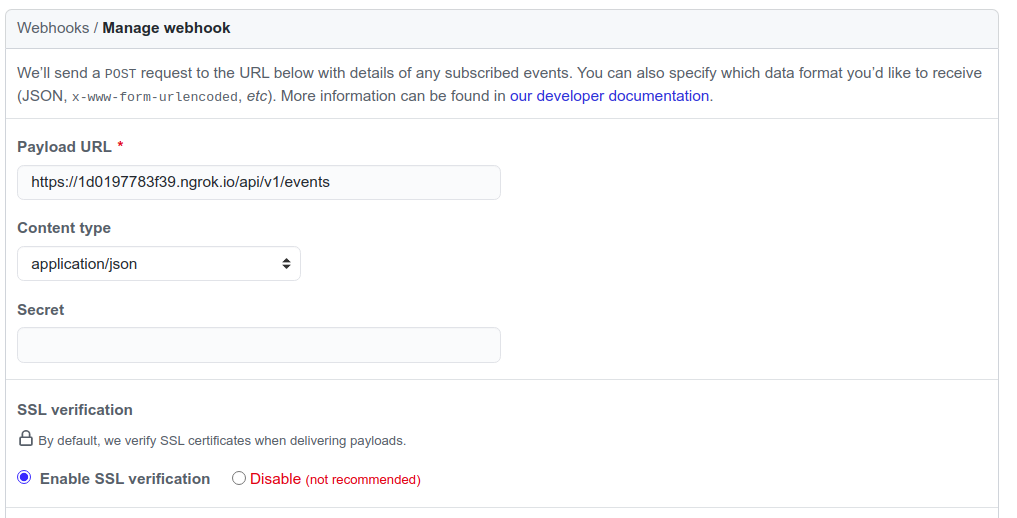 Webhooks / Manage webhook
We'll send a POST request to the URL below with details of any subscribed events. You can also specify which data format you'd like to receive
(JSON, x-www-form-urlencoded, etc). More information can be found in our developer documentation.
Payload URL *
https://1d0197783f39.ngrok.io/api/v1/events
Content type
application/json
Secret
SSL verification
By default, we verify SSL certificates when delivering payloads.
Enable SSL verification Disable (not recommended)